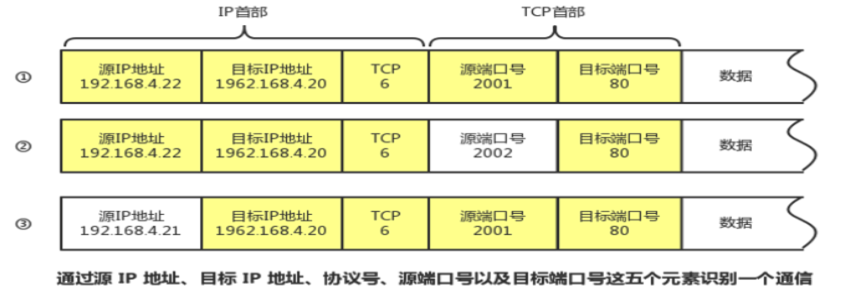 IP首部 TCP首部
① 源IP地址 目标IP地址 TCP 源端口号 目标端口号 数据
192.168.4.22 1962.168.4.20 6 2001 80
② 源IP地址 目标IP地址 TCP 源端口号 目标端口号 数据
192.168.4.22 1962.168.4.20 6 2002 80
③ 源IP地址 目标IP地址 TCP 源端口号 目标端口号 数据
192.168.4.21 1962.168.4.20 6 2001 80
通过源 IP 地址、目标 IP 地址、协议号、源端口号以及目标端口号这五个元素识别一个通信